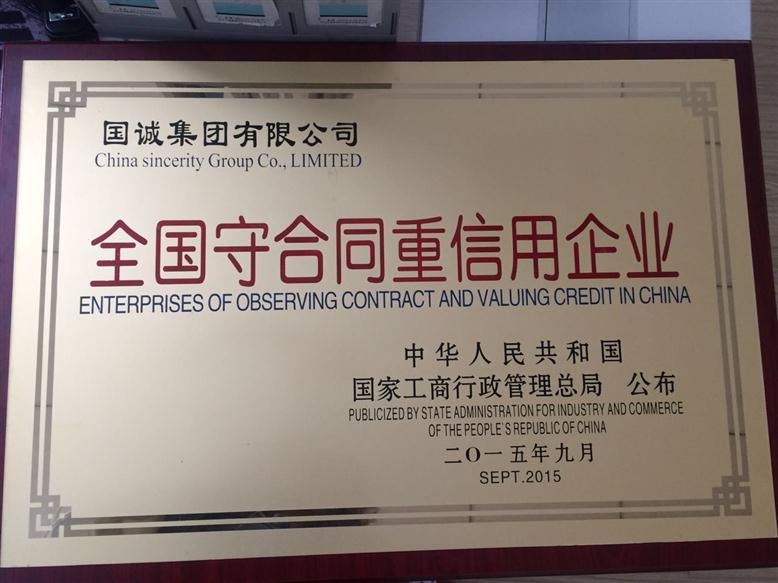 国诚集团有限公司
China sincerity Group Co., LIMITED
全国守合同重信用企业
ENTERPRISES OF OBSERVING CONTRACT AND VALUING CREDIT IN CHINA
中华人民共和国
国家工商行政管理总局 公布
PUBLICIZED BY STATE ADMINISTRATION FOR INDUSTRY AND COMMERCE
OF THE PEOPLE`S REPUBLIC OF CHINA
二〇一五年九月
SEPT.2015